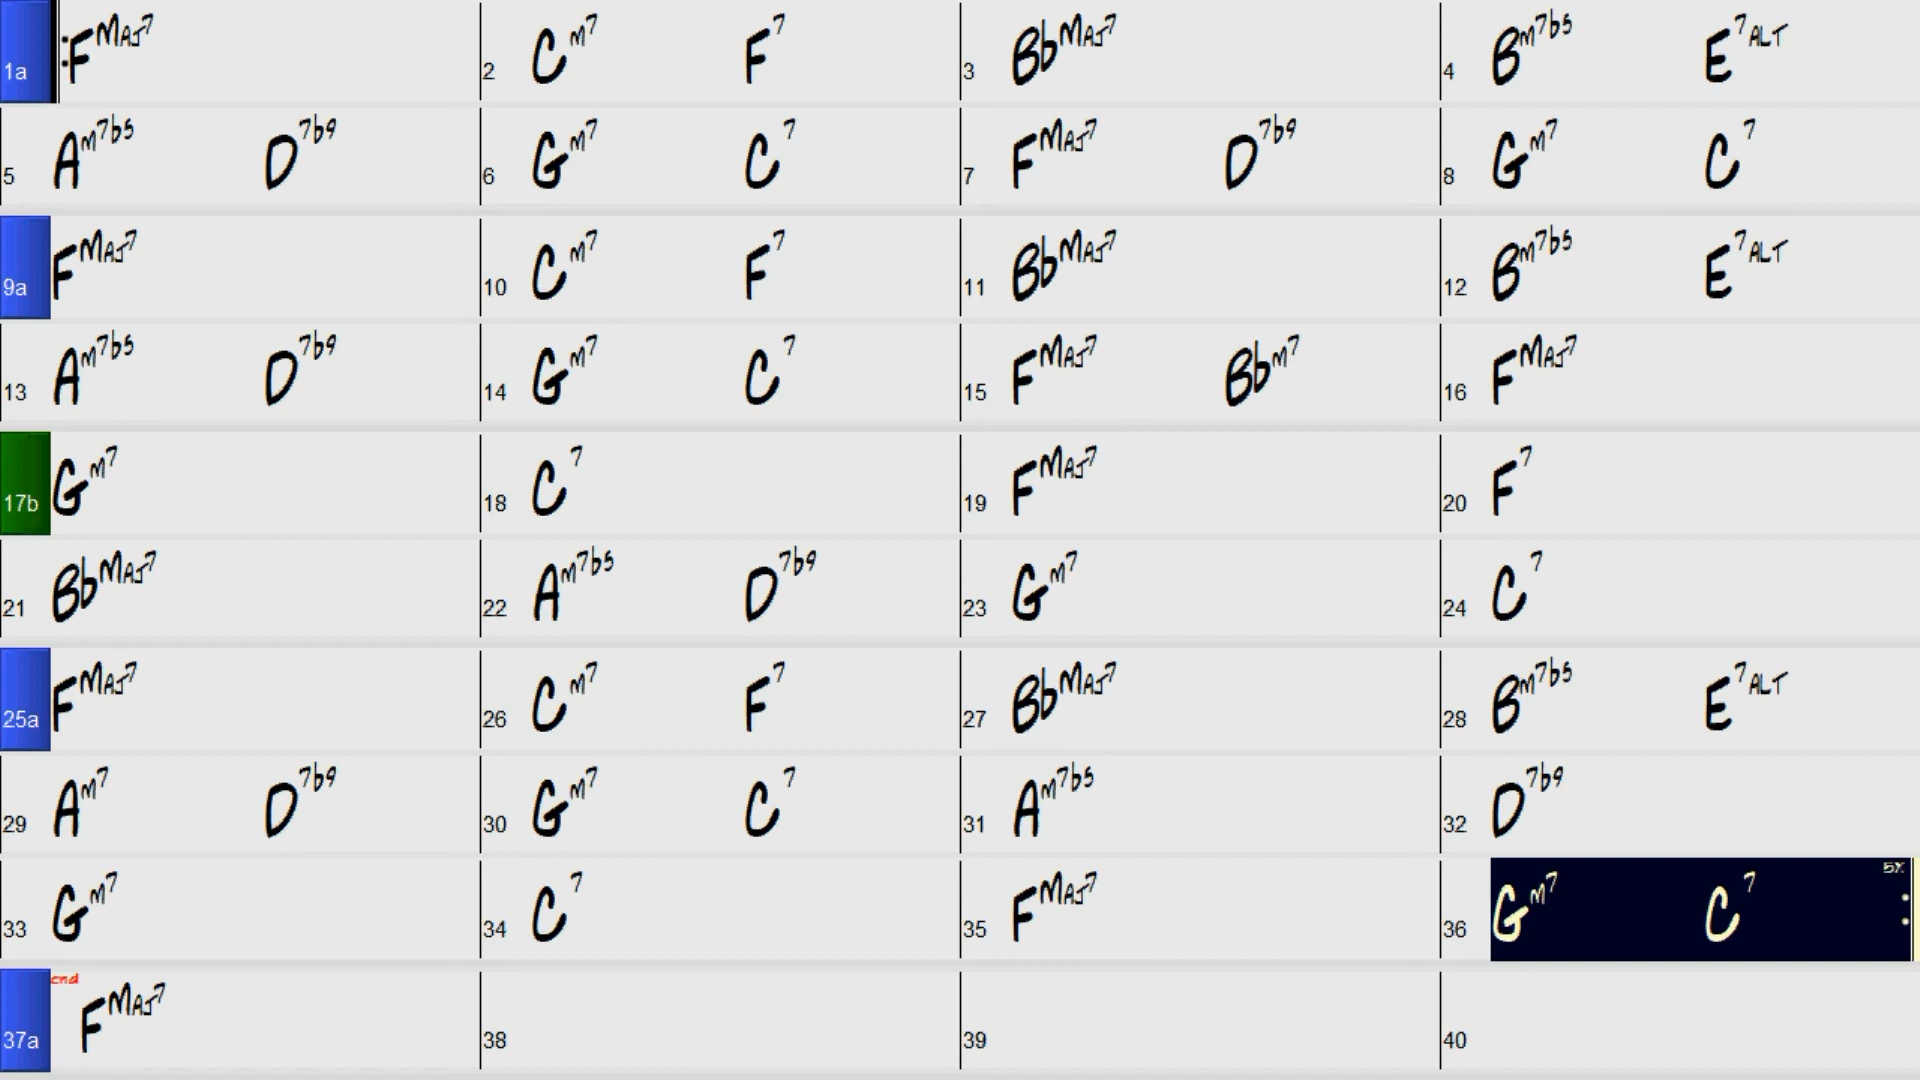 1a :FMAJ7 2 Cm7 F7 3 BbMAJ7 4 Bm7b5 E7ALT
5 Am7b5 D7b9 6 Gm7 C7 7 FMAJ7 D7b9 8 Gm7 C7
9a FMAJ7 10 Cm7 F7 11 BbMAJ7 12 Bm7b5 E7ALT
13 Am7b5 D7b9 14 Gm7 C7 15 FMAJ7 Bbm7 16 FMAJ7
17b Gm7 18 C7 19 FMAJ7 20 F7
21 BbMAJ7 22 Am7b5 D7b9 23 Gm7 24 C7
25a FMAJ7 26 Cm7 F7 27 BbMAJ7 28 Bm7b5 E7ALT
29 Am7 D7b9 30 Gm7 C7 31 Am7b5 32 D7b9
33 Gm7 34 C7 35 FMAJ7 36 Gm7 C7 5X :
37a end FMAJ7 38 39 40